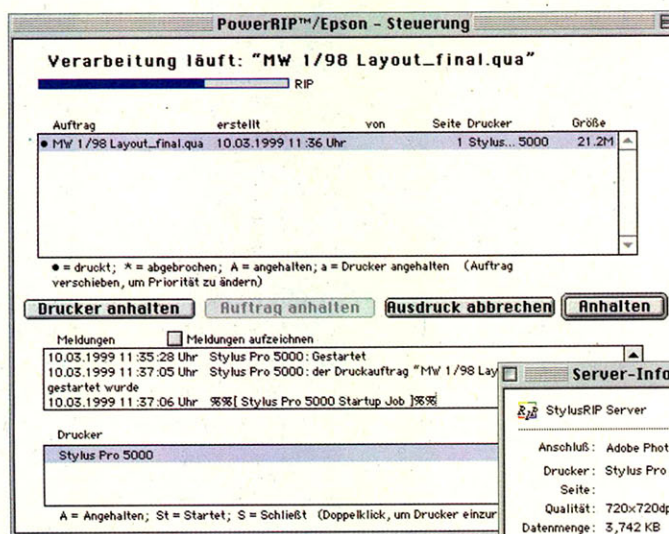 PowerRIP™/Epson – Steuerung
Verarbeitung läuft: "MW 1/98 Layout_final.qua"
RIP
Auftrag erstellt von Seite Drucker Größe
● MW 1/98 Layout_final.qua 10.03.1999 11:36 Uhr 1 Stylus... 5000 21.2M
● = druckt; * = abgebrochen; A = angehalten; a = Drucker angehalten (Auftrag
verschieben, um Priorität zu ändern)
Drucker anhalten Auftrag anhalten Ausdruck abbrechen Anhalten
Meldungen Meldungen aufzeichnen
10.03.1999 11:35:28 Uhr Stylus Pro 5000: Gestartet
10.03.1999 11:37:05 Uhr Stylus Pro 5000: der Druckauftrag "MW 1/98 Lay
gestartet wurde
10.03.1999 11:37:06 Uhr %%[ Stylus Pro 5000 Startup Job ]%%
Drucker
Stylus Pro 5000
A = Angehalten; St = Startet; S = Schließt (Doppelklick, um Drucker einzur
Server-Info
StylusRIP Server
Anschluß: Adobe Phot
Drucker: Stylus Pro
Seite:
Qualität: 720x720dp
Datenmenge: 3,742 KB